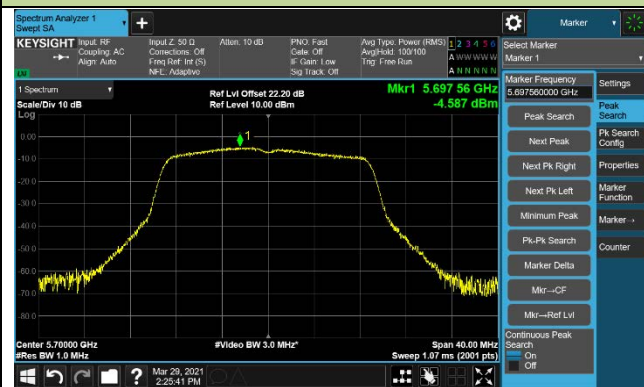 Spectrum Analyzer 1
Swept SA
Marker
KEYSIGHT
Input: RF
Coupling: AC
Align: Auto
Input Z: 50 Ω
Corrections: Off
Freq Ref: Int (S)
NFE: Adaptive
Atten: 10 dB
PNO: Fast
Gate: Off
IF Gain: Low
Sig Track: Off
Avg Type: Power (RMS)
Avg|Hold: 100/100
Trig: Free Run
1 2 3 4 5 6
A W W W W W
A N N N N N
Select Marker
Marker 1
1 Spectrum
Scale/Div 10 dB
Log
Ref Lvl Offset 22.20 dB
Ref Level 10.00 dBm
Mkr1 5.697 56 GHz
-4.587 dBm
1
0.00
-10.0
-20.0
-30.0
-40.0
-50.0
-60.0
-70.0
-80.0
Center 5.70000 GHz
#Res BW 1.0 MHz
#Video BW 3.0 MHz*
Span 40.00 MHz
Sweep 1.07 ms (2001 pts)
Marker Frequency
5.697560000 GHz
Peak Search
Next Peak
Next Pk Right
Next Pk Left
Minimum Peak
Pk-Pk Search
Marker Delta
Mkr→CF
Mkr→Ref Lvl
Continuous Peak
Search
On
Off
Settings
Peak
Search
Pk Search
Config
Properties
Marker
Function
Marker→
Counter
Mar 29, 2021
2:25:41 PM